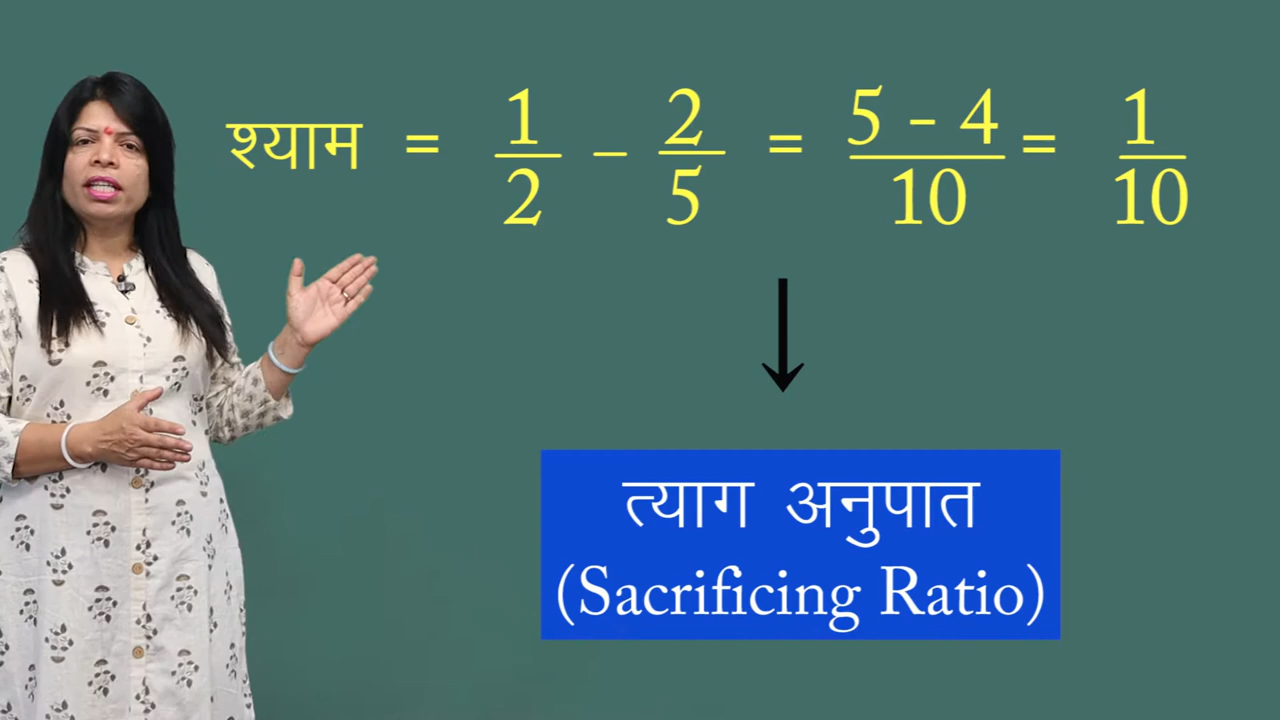 श्याम = 1/2 – 2/5 = 5 – 4/10 = 1/10
त्याग अनुपात
(Sacrificing Ratio)